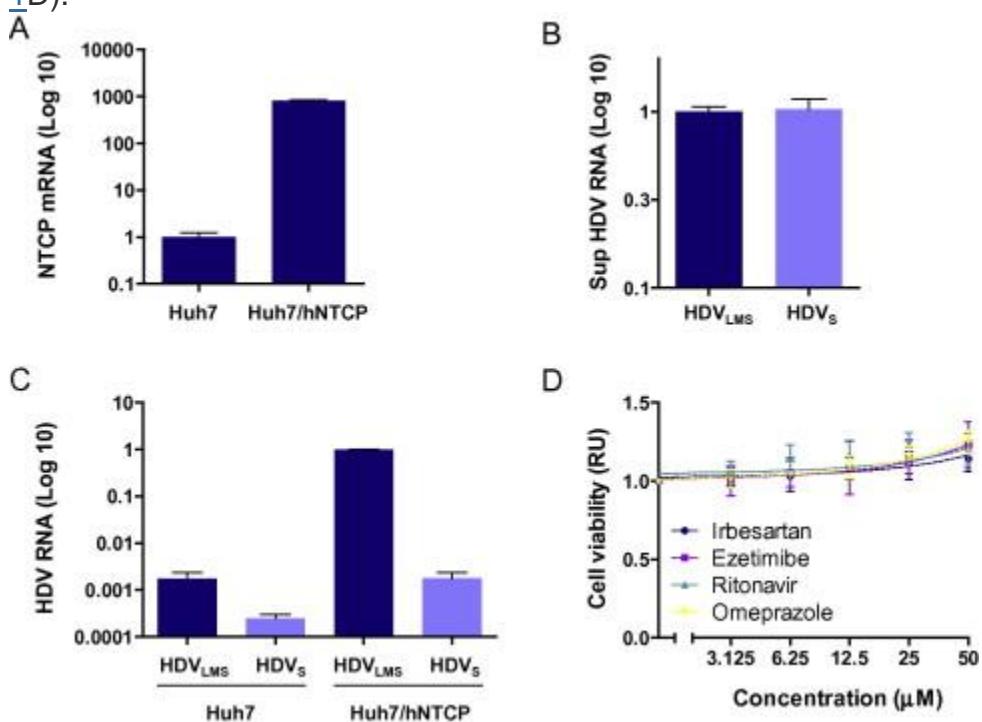 1D).
A
NTCP mRNA (Log 10)
10000
1000
100
10
1
0.1
Huh7 Huh7/hNTCP
B
Sup HDV RNA (Log 10)
1
0.3
0.1
HDVLMS HDVS
C
HDV RNA (Log 10)
10
1
0.1
0.01
0.001
0.0001
HDVLMS HDVS HDVLMS HDVS
Huh7 Huh7/hNTCP
D
Cell viability (RU)
1.5
1.0
0.5
0.0
Irbesartan
Ezetimibe
Ritonavir
Omeprazole
3.125 6.25 12.5 25 50
Concentration (μM)